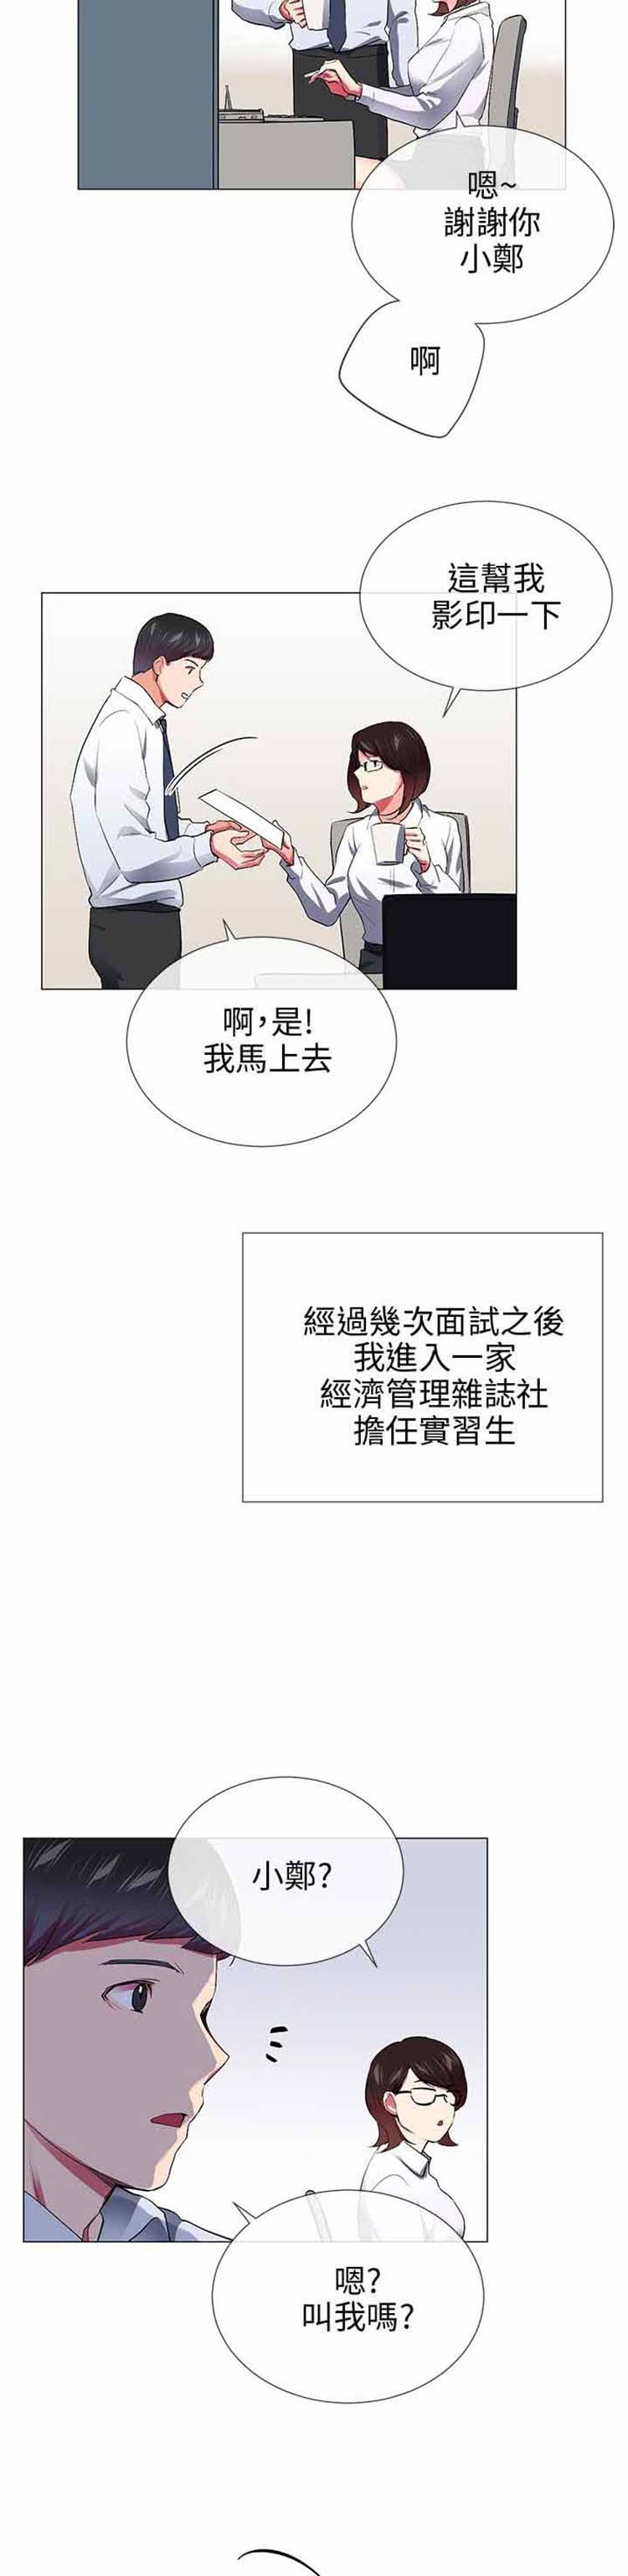 嗯~
謝謝你
小鄭
啊
這幫我
影印一下
啊,是!
我馬上去
經過幾次面試之後
我進入一家
經濟管理雜誌社
擔任實習生
小鄭?
嗯?
叫我嗎?